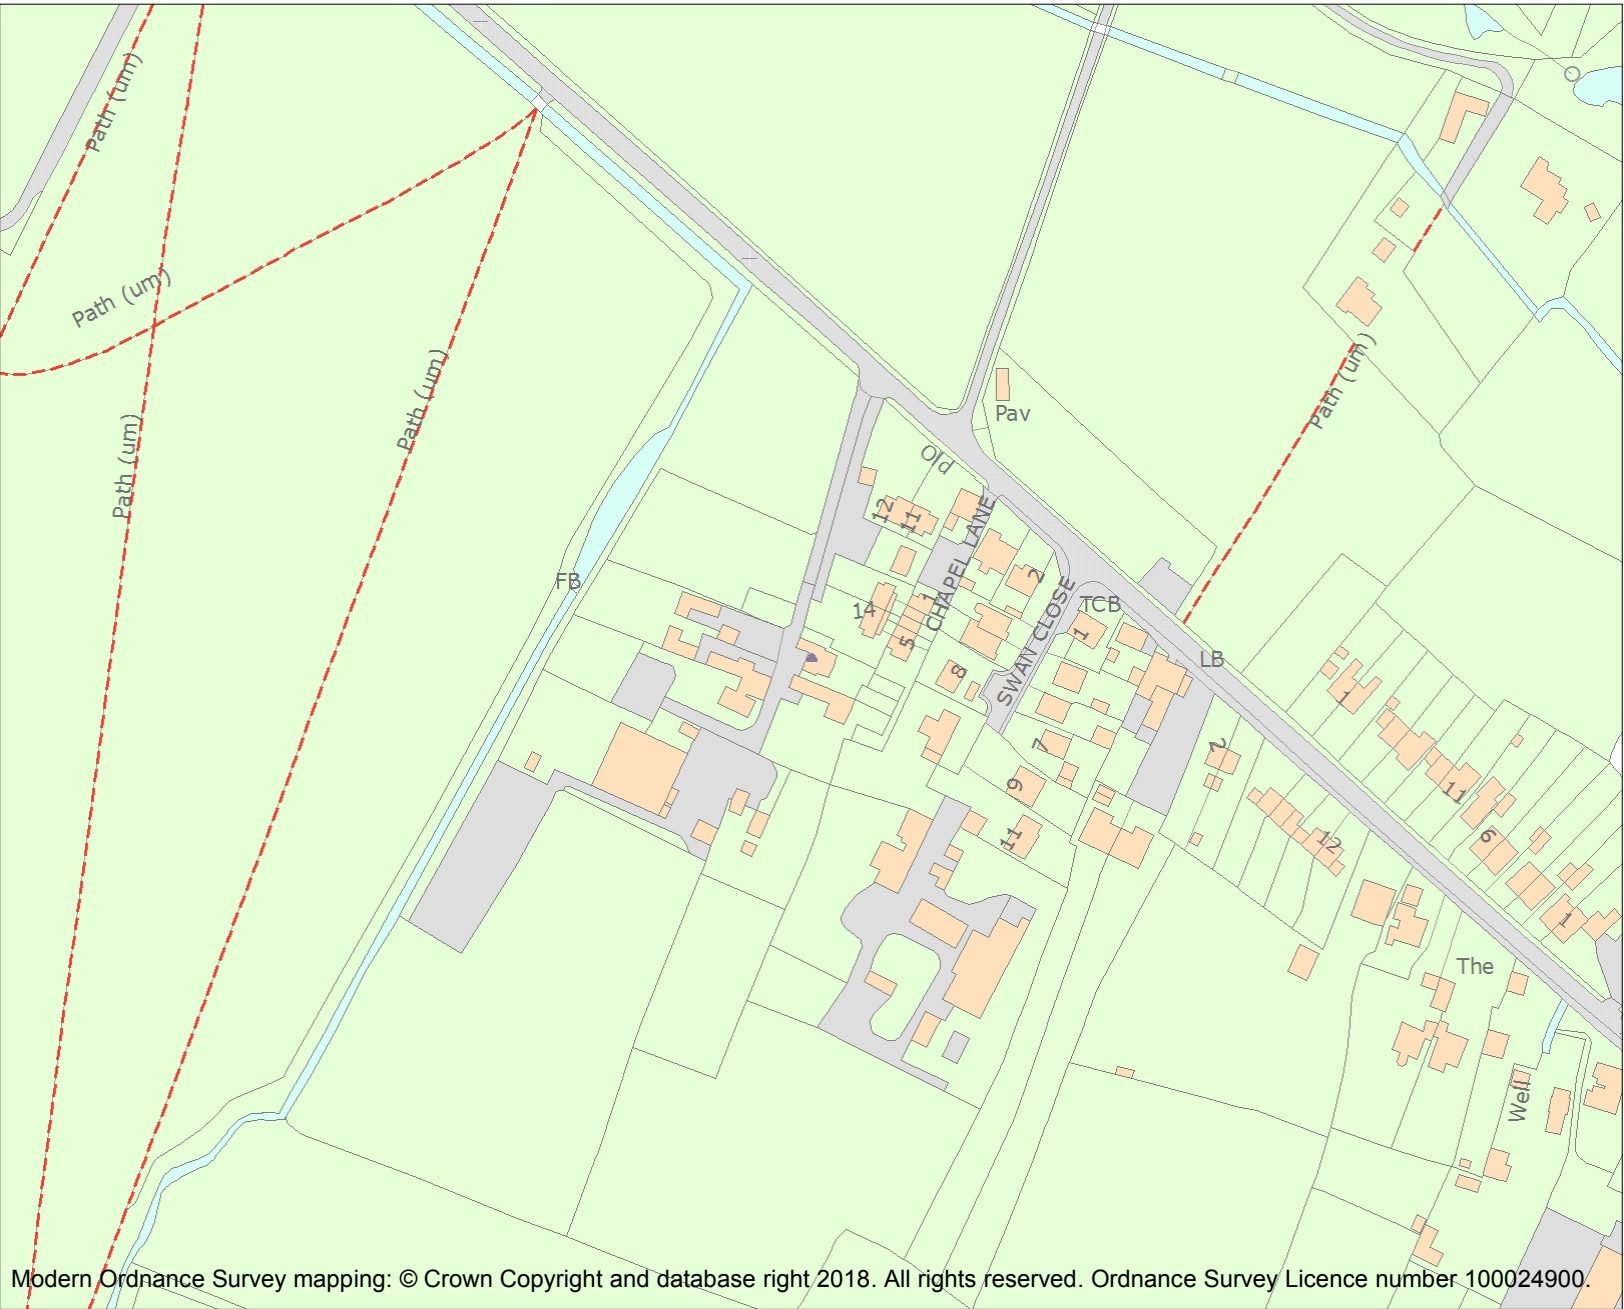 Path (um)
Path (um)
Path (um)
Path (um)
Path (um)
Pav
Old
12
11
CHAPEL LANE
2
FB
14
1
5
SWAN CLOSE
TCB
1
LB
8
7
9
11
2
12
1
11
6
1
The
Well
Modern Ordnance Survey mapping: © Crown Copyright and database right 2018. All rights reserved. Ordnance Survey Licence number 100024900.